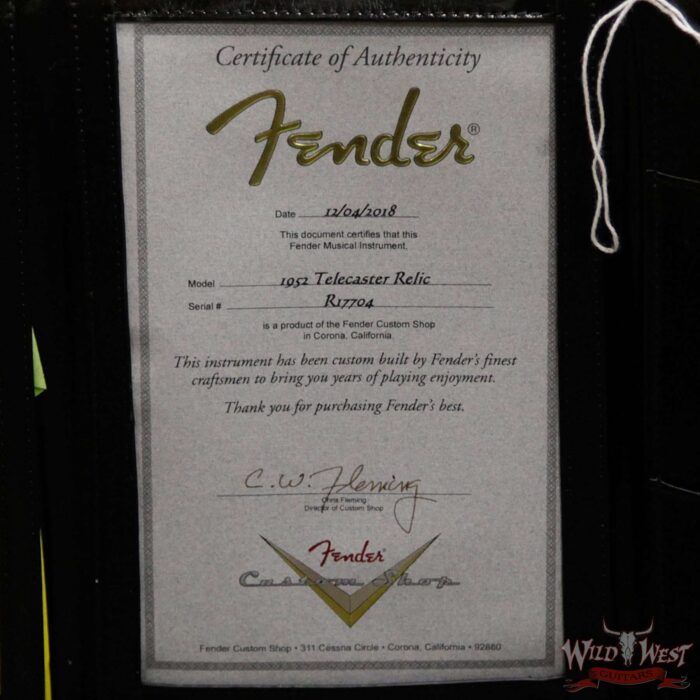 Certificate of Authenticity
Fender®
Date 12/04/2018
This document certifies that this
Fender Musical Instrument,
Model 1952 Telecaster Relic
Serial # R17704
is a product of the Fender Custom Shop
in Corona, California
This instrument has been custom built by Fender's finest
craftsmen to bring you years of playing enjoyment.
Thank you for purchasing Fender's best.
C.W. Fleming
Chris Fleming
Director of Custom Shop
Fender
Custom Shop
Fender Custom Shop • 311 Cessna Circle • Corona, California • 92880
WILD WEST
GUITARS